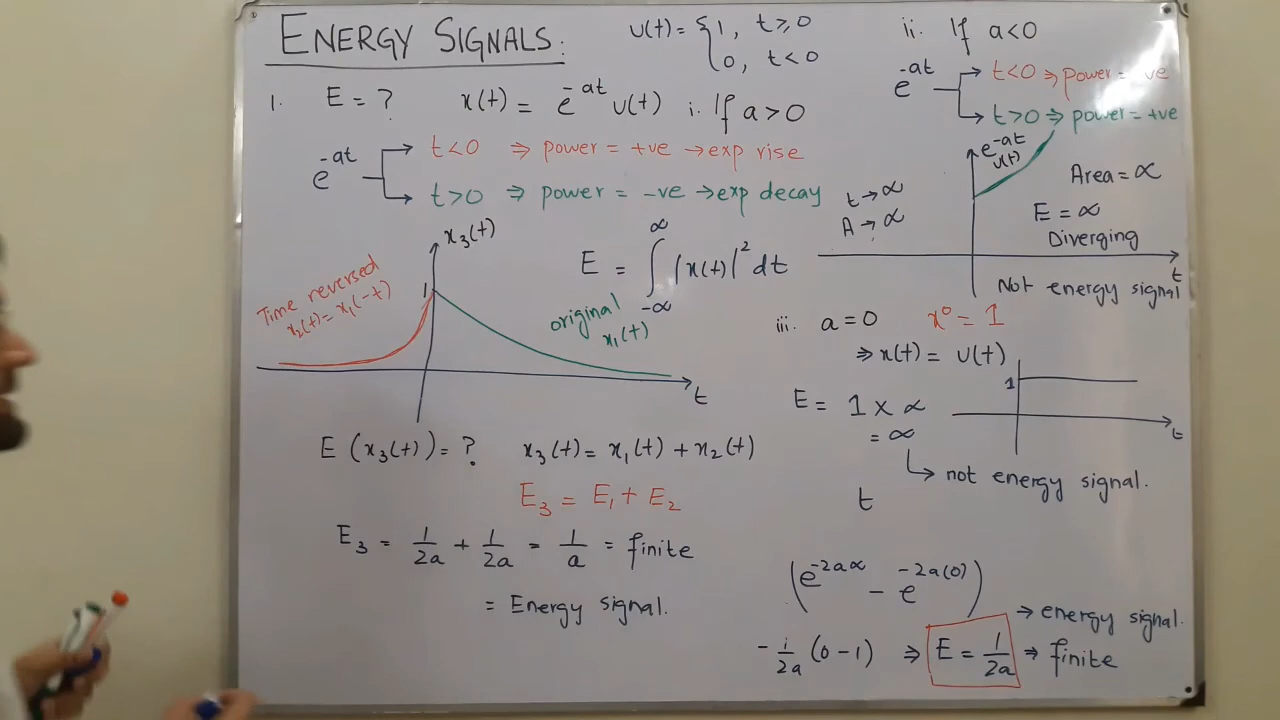 ENERGY SIGNALS:
u(t) = { 1, t ≥ 0
0, t < 0
1. E = ? x(t) = e^-at u(t) i. If a > 0
e^-at
t<0 ⇒ power = +ve → exp rise
t>0 ⇒ power = -ve → exp decay
x₃(t)
1
Time reversed
x₂(t) = x₁(-t)
original
x₁(t)
t
E = ∫_-∞^∞ |x(t)|² dt
E (x₃(t)) = ? x₃(t) = x₁(t) + x₂(t)
E₃ = E₁ + E₂
E₃ = 1/2a + 1/2a = 1/a = finite
= Energy signal.
ii. If a<0
e^-at
t<0 ⇒ power = -ve
t>0 ⇒ power = +ve
e^-at
u(t)
t → ∞
A → ∞
Area = ∝
E = ∞
Diverging
t
Not energy signal
iii. a = 0 x⁰ = 1
⇒ x(t) = u(t)
1
t
E = 1 × ∝
= ∞
→ not energy signal.
t
(e^-2a∝ - e^-2a(0))
-1/2a (0-1) ⇒ E = 1/2a ⇒ finite
→ energy signal.